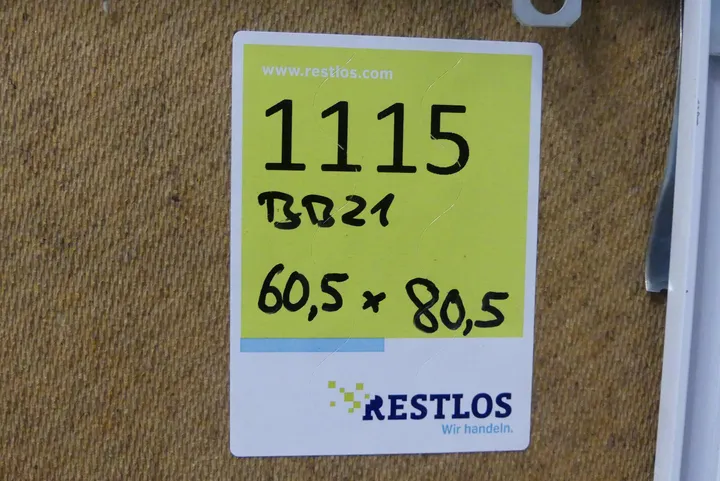 www.restlos.com
1115
BB21
60,5 x 80,5
RESTLOS
Wir handeln.